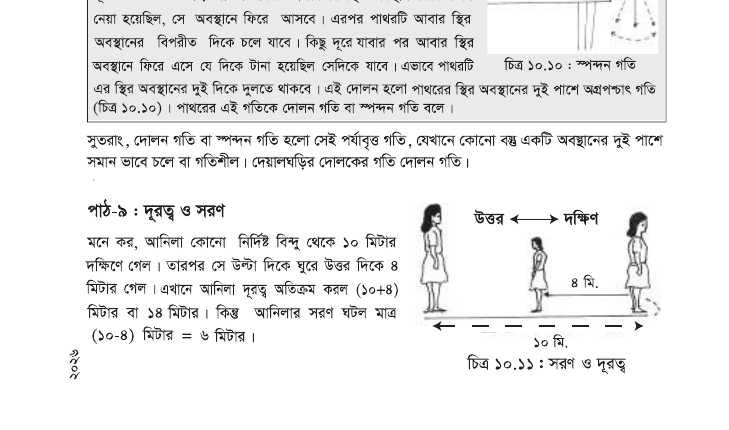 নেয়া হয়েছিল, সে অবস্থানে ফিরে আসবে। এরপর পাথরটি আবার স্থির
অবস্থানের বিপরীত দিকে চলে যাবে। কিছু দূরে যাবার পর আবার স্থির
অবস্থানে ফিরে এসে যে দিকে টানা হয়েছিল সেদিকে যাবে। এভাবে পাথরটি
চিত্র ১০.১০ : স্পন্দন গতি
এর স্থির অবস্থানের দুই দিকে দুলতে থাকবে। এই দোলন হলো পাথরের স্থির অবস্থানের দুই পাশে অগ্রপশ্চাৎ গতি
(চিত্র ১০.১০)। পাথরের এই গতিকে দোলন গতি বা স্পন্দন গতি বলে।
সুতরাং, দোলন গতি বা স্পন্দন গতি হলো সেই পর্যাবৃত্ত গতি, যেখানে কোনো বস্তু একটি অবস্থানের দুই পাশে
সমান ভাবে চলে বা গতিশীল। দেয়ালঘড়ির দোলকের গতি দোলন গতি।
পাঠ-৯ : দূরত্ব ও সরণ
মনে কর, আনিলা কোনো নির্দিষ্ট বিন্দু থেকে ১০ মিটার
দক্ষিণে গেল। তারপর সে উল্টা দিকে ঘুরে উত্তর দিকে ৪
মিটার গেল। এখানে আনিলা দূরত্ব অতিক্রম করল (১০+৪)
মিটার বা ১৪ মিটার। কিন্তু আনিলার সরণ ঘটল মাত্র
(১০-৪) মিটার = ৬ মিটার।
উত্তর দক্ষিণ
৪ মি.
১০ মি.
চিত্র ১০.১১ : সরণ ও দূরত্ব
২০২৬